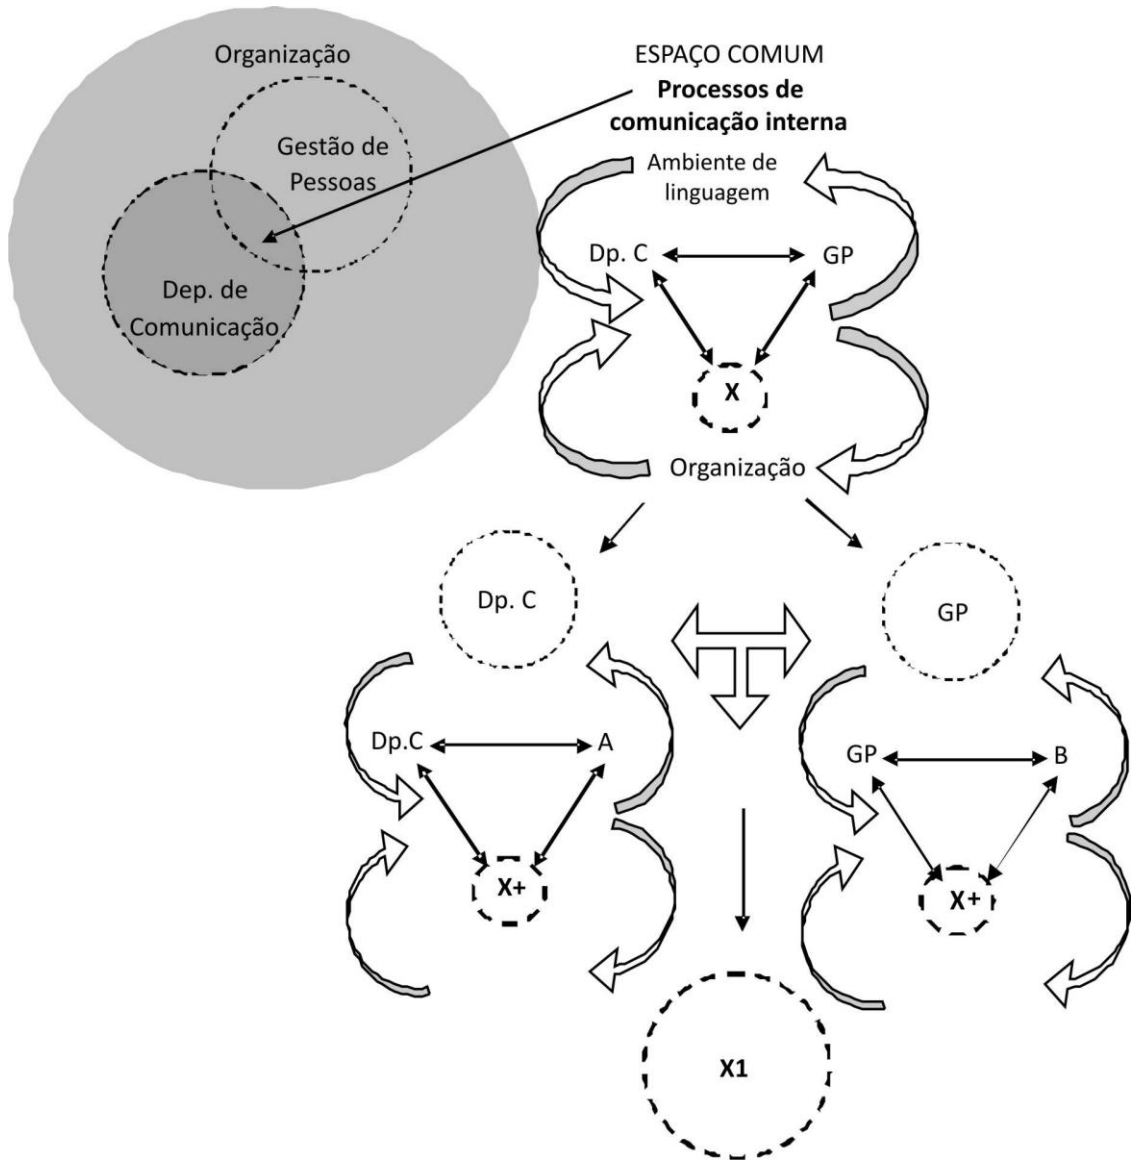 Organização
Gestão de
Pessoas
Dep. de
Comunicação
ESPAÇO COMUM
Processos de
comunicação interna
Ambiente de
linguagem
Dp. C
GP
X
Organização
Dp. C
GP
Dp.C
A
X+
GP
B
X+
X1